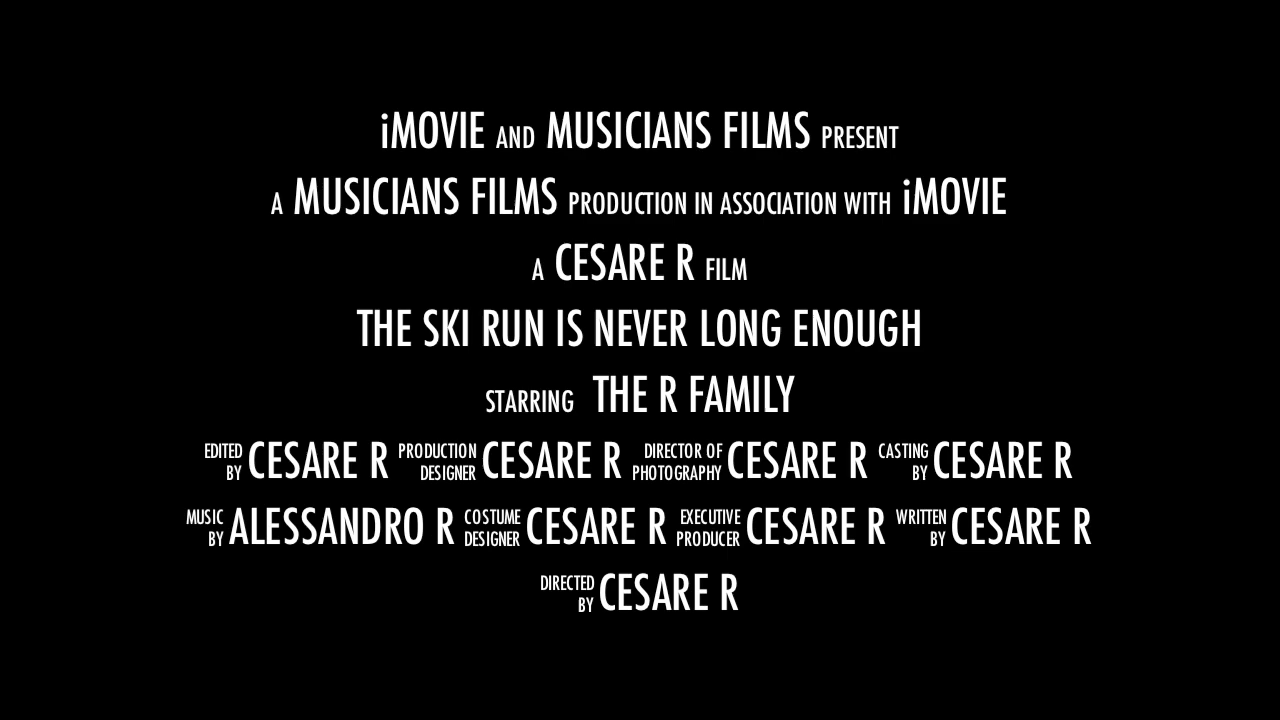 iMOVIE AND MUSICIANS FILMS PRESENT
A MUSICIANS FILMS PRODUCTION IN ASSOCIATION WITH iMOVIE
A CESARE R FILM
THE SKI RUN IS NEVER LONG ENOUGH
STARRING THE R FAMILY
EDITED BY CESARE R PRODUCTION DESIGNER CESARE R DIRECTOR OF PHOTOGRAPHY CESARE R CASTING BY CESARE R
MUSIC BY ALESSANDRO R COSTUME DESIGNER CESARE R EXECUTIVE PRODUCER CESARE R WRITTEN BY CESARE R
DIRECTED BY CESARE R